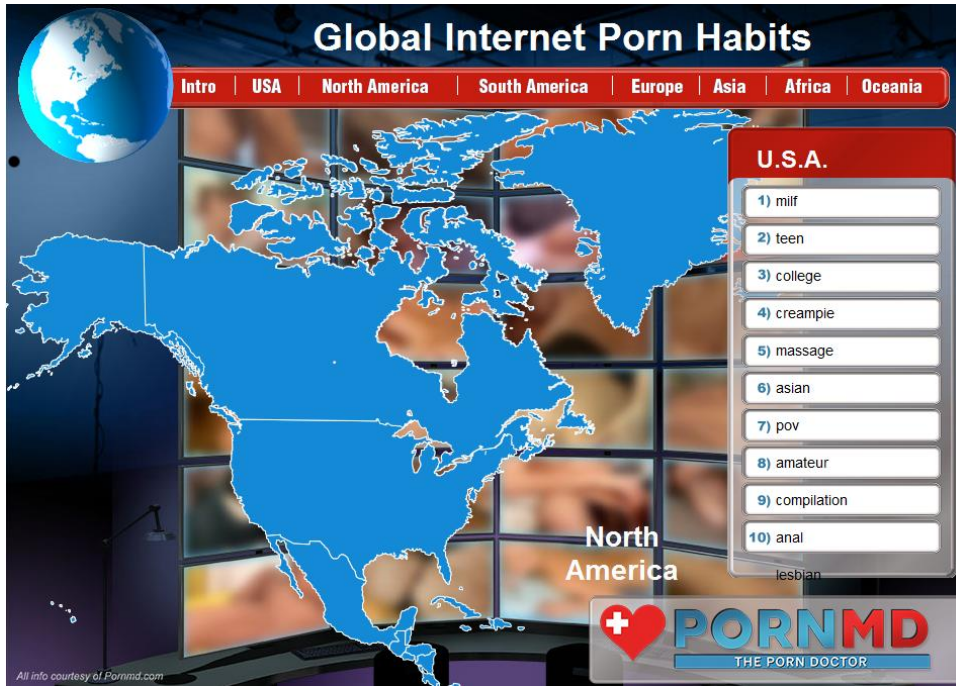 Global Internet Porn Habits
Intro USA North America South America Europe Asia Africa Oceania
U.S.A.
1) milf
2) teen
3) college
4) creampie
5) massage
6) asian
7) pov
8) amateur
9) compilation
10) anal
lesbian
North
America
PORNMD
THE PORN DOCTOR
All info courtesy of Pornmd.com